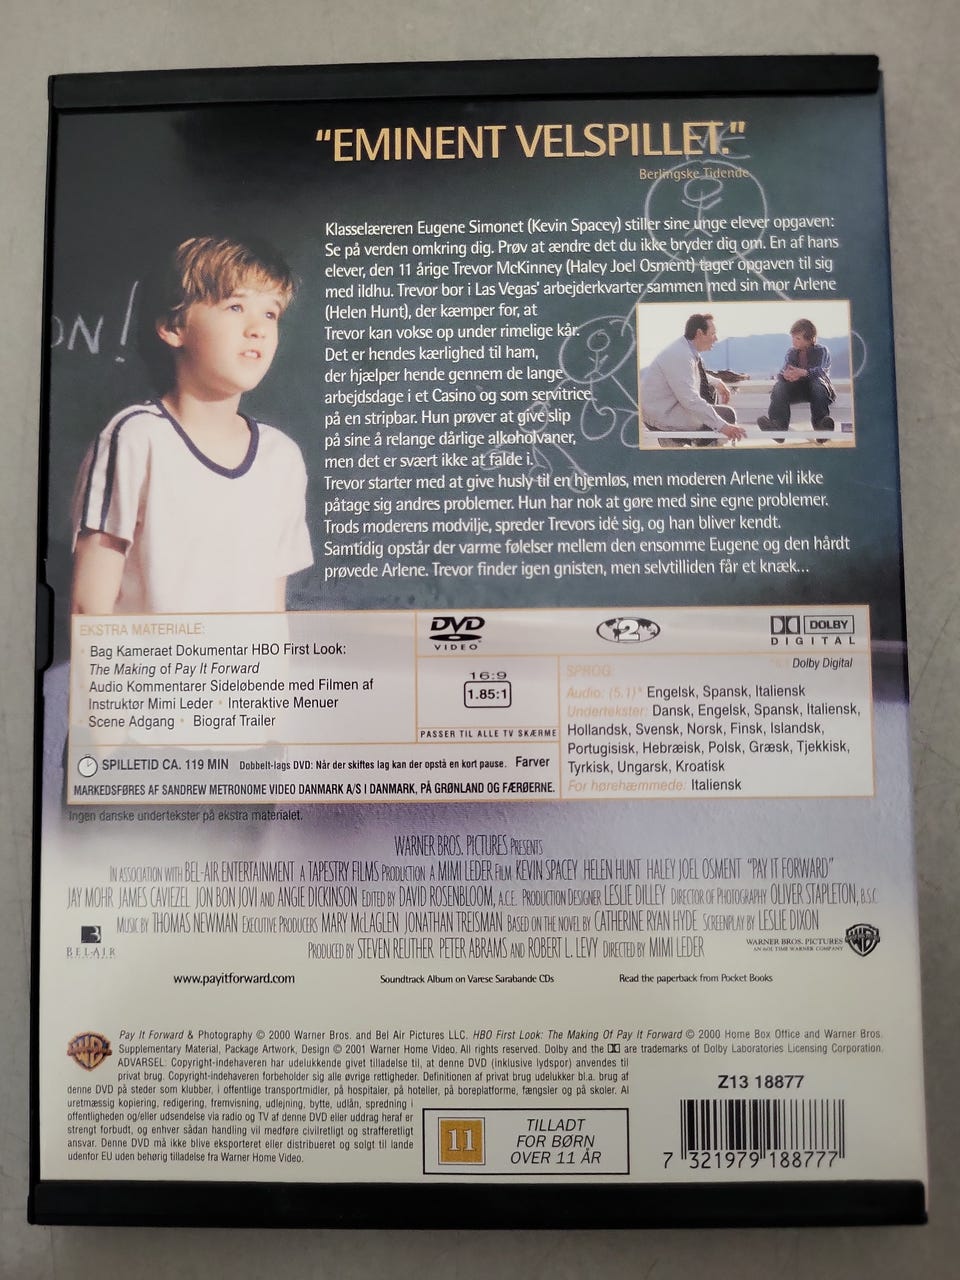 "EMINENT VELSPILLET."
ME
Berlingske Tidende
ON!
Klasselæreren Eugene Simonet (Kevin Spacey) stiller sine unge elever opgaven:
Se på verden omkring dig. Prøv at ændre det du ikke bryder dig om. En af hans
elever, den 11 årige Trevor McKinney (Haley Joel Osment) tager opgaven til sig
med ildhu. Trevor bor i Las Vegas' arbejderkvarter sammen med sin mor Arlene
(Helen Hunt), der kæmper for, at
Trevor kan vokse op under rimelige kår.
Det er hendes kærlighed til ham,
der hjælper hende gennem de lange
arbejdsdage i et Casino og som servitrice
på en stripbar. Hun prøver at give slip
på sine å relange dårlige alkoholvaner,
men det er svært ikke at falde i.
Trevor starter med at give husly til en hjemløs, men moderen Arlene vil ikke
påtage sig andres problemer. Hun har nok at gøre med sine egne problemer.
Trods moderens modvilje, spreder Trevors idé sig, og han bliver kendt.
Samtidig opstår der varme følelser mellem den ensomme Eugene og den hårdt
prøvede Arlene. Trevor finder igen gnisten, men selvtilliden får et knæk...
EKSTRA MATERIALE:
Bag Kameraet Dokumentar HBO First Look:
The Making of Pay It Forward
Audio Kommentarer Sideløbende med Filmen af
Instruktør Mimi Leder • Interaktive Menuer
Scene Adgang • Biograf Trailer
DVD
VIDEO
2
DOLBY
DIGITAL
16:9
1.85:1
PASSER TIL ALLE TV SKÆRME
Dolby Digital
SPROG:
Audio: (5.1)* Engelsk, Spansk, Italiensk
Undertekster: Dansk, Engelsk, Spansk, Italiensk,
Hollandsk, Svensk, Norsk, Finsk, Islandsk,
Portugisisk, Hebræisk, Polsk, Græsk, Tjekkisk,
Tyrkisk, Ungarsk, Kroatisk
For hørehæmmede: Italiensk
SPILLETID CA. 119 MIN Dobbelt-lags DVD: Når der skiftes lag kan der opstå en kort pause. Farver
MARKEDSFØRES AF SANDREW METRONOME VIDEO DANMARK A/S I DANMARK, PÅ GRØNLAND OG FÆRØERNE.
Ingen danske undertekster på ekstra materialet.
WARNER BROS. PICTURES PRESENTS
IN ASSOCIATION WITH BEL-AIR ENTERTAINMENT A TAPESTRY FILMS PRODUCTION A MIMI LEDER FILM KEVIN SPACEY HELEN HUNT HALEY JOEL OSMENT "PAY IT FORWARD"
JAY MOHR JAMES CAVIEZEL JON BON JOVI AND ANGIE DICKINSON EDITED BY DAVID ROSENBLOOM, A.C.E. PRODUCTION DESIGNER LESLIE DILLEY DIRECTOR OF PHOTOGRAPHY OLIVER STAPLETON, B.S.C.
MUSIC BY THOMAS NEWMAN EXECUTIVE PRODUCERS MARY McLAGLEN JONATHAN TREISMAN BASED ON THE NOVEL BY CATHERINE RYAN HYDE SCREENPLAY BY LESLIE DIXON
PRODUCED BY STEVEN REUTHER PETER ABRAMS AND ROBERT L. LEVY DIRECTED BY MIMI LEDER
BEL-AIR
WARNER BROS. PICTURES
AN AOL TIME WARNER COMPANY
www.payitforward.com
Soundtrack Album on Varese Sarabande CDs
Read the paperback from Pocket Books
Pay It Forward & Photography © 2000 Warner Bros. and Bel Air Pictures LLC. HBO First Look: The Making Of Pay It Forward © 2000 Home Box Office and Warner Bros.
Supplementary Material, Package Artwork, Design © 2001 Warner Home Video. All rights reserved. Dolby and the are trademarks of Dolby Laboratories Licensing Corporation.
ADVARSEL: Copyright-indehaveren har udelukkende givet tilladelse til, at denne DVD (inklusive lydspor) anvendes til
privat brug. Copyright-indehaveren forbeholder sig alle øvrige rettigheder. Definitionen af privat brug udelukker bl.a. brug af
denne DVD på steder som klubber, i offentlige transportmidler, på hospitaler, på hoteller, på boreplatforme, fængsler og på skoler. Al
uretmæssig kopiering, redigering, fremvisning, udlejning, bytte, udlån, spredning i
offentligheden og/eller udsendelse via radio og TV af denne DVD eller uddrag heraf er
strengt forbudt, og enhver sådan handling vil medføre civilretligt og strafferetligt
ansvar. Denne DVD må ikke blive eksporteret eller distribueret og solgt til lande
udenfor EU uden behørig tilladelse fra Warner Home Video.
11
TILLADT
FOR BØRN
OVER 11 ÅR
Z13 18877
7 321979 188777